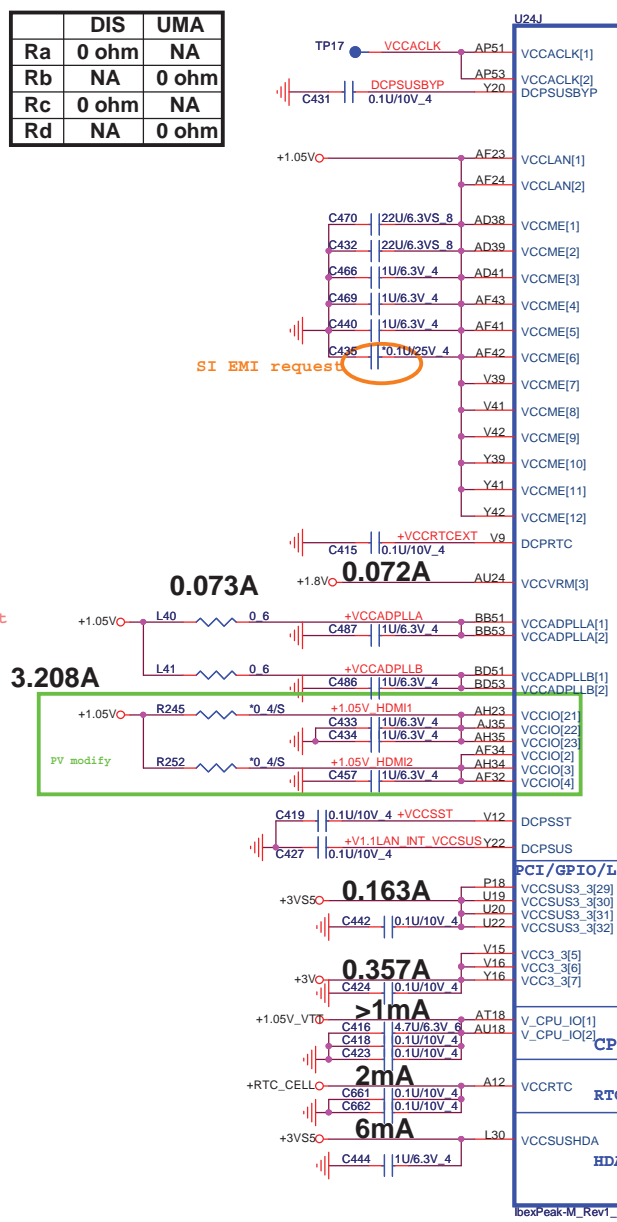 DIS UMA
Ra 0 ohm NA
Rb NA 0 ohm
Rc 0 ohm NA
Rd NA 0 ohm
U24J
TP17 VCCACLK AP51 VCCACLK[1]
AP53 VCCACLK[2]
C431 DCPSUSBYP 0.1U/10V_4 Y20 DCPSUSBYP
+1.05V AF23 VCCLAN[1]
AF24 VCCLAN[2]
C470 22U/6.3VS_8 AD38 VCCME[1]
C432 22U/6.3VS_8 AD39 VCCME[2]
C466 1U/6.3V_4 AD41 VCCME[3]
C469 1U/6.3V_4 AF43 VCCME[4]
C440 1U/6.3V_4 AF41 VCCME[5]
C435 *0.1U/25V_4 AF42 VCCME[6]
SI EMI request
V39 VCCME[7]
V41 VCCME[8]
V42 VCCME[9]
Y39 VCCME[10]
Y41 VCCME[11]
Y42 VCCME[12]
C415 +VCCRTCEXT 0.1U/10V_4 V9 DCPRTC
0.073A
+1.8V 0.072A AU24 VCCVRM[3]
t
+1.05V L40 0_6 +VCCADPLLA BB51 VCCADPLLA[1]
C487 1U/6.3V_4 BB53 VCCADPLLA[2]
L41 0_6 +VCCADPLLB BD51 VCCADPLLB[1]
C486 1U/6.3V_4 BD53 VCCADPLLB[2]
3.208A
+1.05V R245 *0_4/S +1.05V_HDMI1 AH23 VCCIO[21]
C433 1U/6.3V_4 AJ35 VCCIO[22]
C434 1U/6.3V_4 AH35 VCCIO[23]
AF34 VCCIO[2]
PV modify R252 *0_4/S +1.05V_HDMI2 AH34 VCCIO[3]
C457 1U/6.3V_4 AF32 VCCIO[4]
C419 0.1U/10V_4 +VCCSST V12 DCPSST
C427 0.1U/10V_4 +V1.1LAN_INT_VCCSUS Y22 DCPSUS
PCI/GPIO/L
P18 VCCSUS3_3[29]
+3VS5 0.163A U19 VCCSUS3_3[30]
U20 VCCSUS3_3[31]
C442 0.1U/10V_4 U22 VCCSUS3_3[32]
V15 VCC3_3[5]
V16 VCC3_3[6]
+3V 0.357A Y16 VCC3_3[7]
C424 0.1U/10V_4
>1mA
+1.05V_VTT AT18 V_CPU_IO[1]
C416 4.7U/6.3V_6 AU18 V_CPU_IO[2]
C418 0.1U/10V_4 CP
C423 0.1U/10V_4
+RTC_CELL 2mA A12 VCCRTC
C661 0.1U/10V_4 RTC
C662 0.1U/10V_4
+3VS5 6mA L30 VCCSUSHDA
C444 1U/6.3V_4 HDA
IbexPeak-M_Rev1_